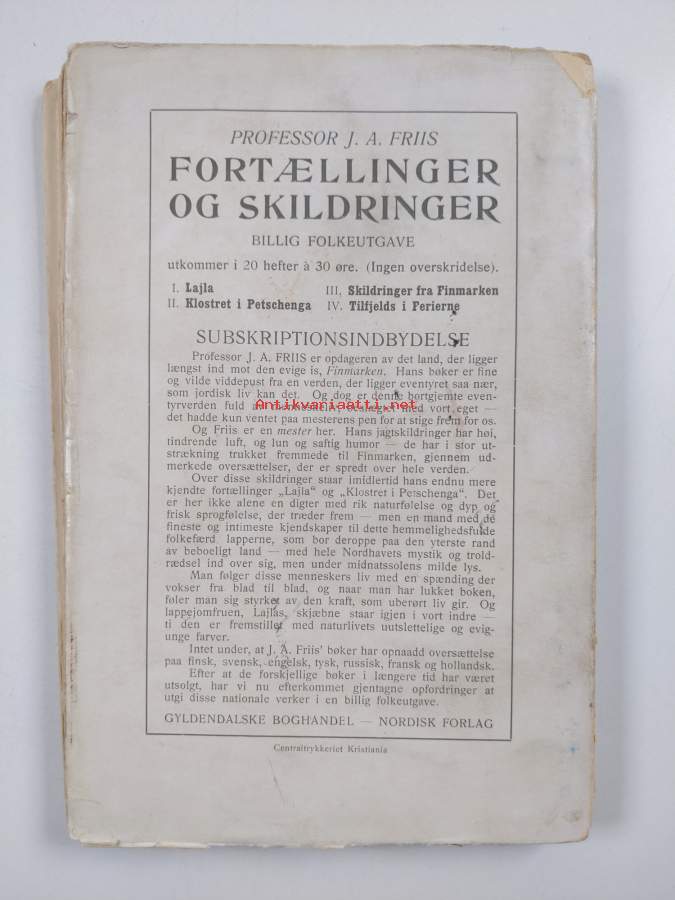 PROFESSOR J. A. FRIIS
FORTÆLLINGER
OG SKILDRINGER
BILLIG FOLKEUTGAVE
utkommer i 20 hefter à 30 øre. (Ingen overskridelse).
I. Lajla III. Skildringer fra Finmarken
II. Klostret i Petschenga IV. Tilfjelds i Ferierne
SUBSKRIPTIONSINDBYDELSE
Professor J. A. FRIIS er opdageren av det land, der ligger
længst ind mot den evige is, Finmarken. Hans bøker er fine
og vilde viddepust fra en verden, der ligger eventyret saa nær,
som jordisk liv kan det. Og dog er denne bortgjemte even-
tyrverden fuld av menneskeliv, beslægtet med vort eget —
Antikvariaatti.net
det hadde kun ventet paa mesterens pen for at stige frem for os.
Og Friis er en mester her. Hans jagtskildringer har høi,
tindrende luft, og lun og saftig humor — de har i stor ut-
strækning trukket fremmede til Finmarken, gjennem ud-
merkede oversættelser, der er spredt over hele verden.
Over disse skildringer staar imidlertid hans endnu mere
kjendte fortællinger „Lajla“ og „Klostret i Petschenga“. Det
er her ikke alene en digter med rik naturfølelse og dyp og
frisk sprogfølelse, der træder frem — men en mand med de
fineste og intimeste kjendskaper til dette hemmelighedsfulde
folkefærd lapperne, som bor deroppe paa den yterste rand
av beboeligt land — med hele Nordhavets mystik og trold-
rædsel ind over sig, men under midnatssolens milde lys.
Man følger disse menneskers liv med en spænding der
vokser fra blad til blad, og naar man har lukket boken,
føler man sig styrket av den kraft, som uberørt liv gir. Og
lappejomfruen, Lajlas, skjæbne staar igjen i vort indre —
ti den er fremstillet med naturlivets uutslettelige og evig-
unge farver.
Intet under, at J. A. Friis' bøker har opnaadd oversættelse
paa finsk, svensk, engelsk, tysk, russisk, fransk og hollandsk.
Efter at de forskjellige bøker i længere tid har været
utsolgt, har vi nu efterkommet gjentagne opfordringer at
utgi disse nationale verker i en billig folkeutgave.
GYLDENDALSKE BOGHANDEL — NORDISK FORLAG
Centraltrykkeriet Kristiania